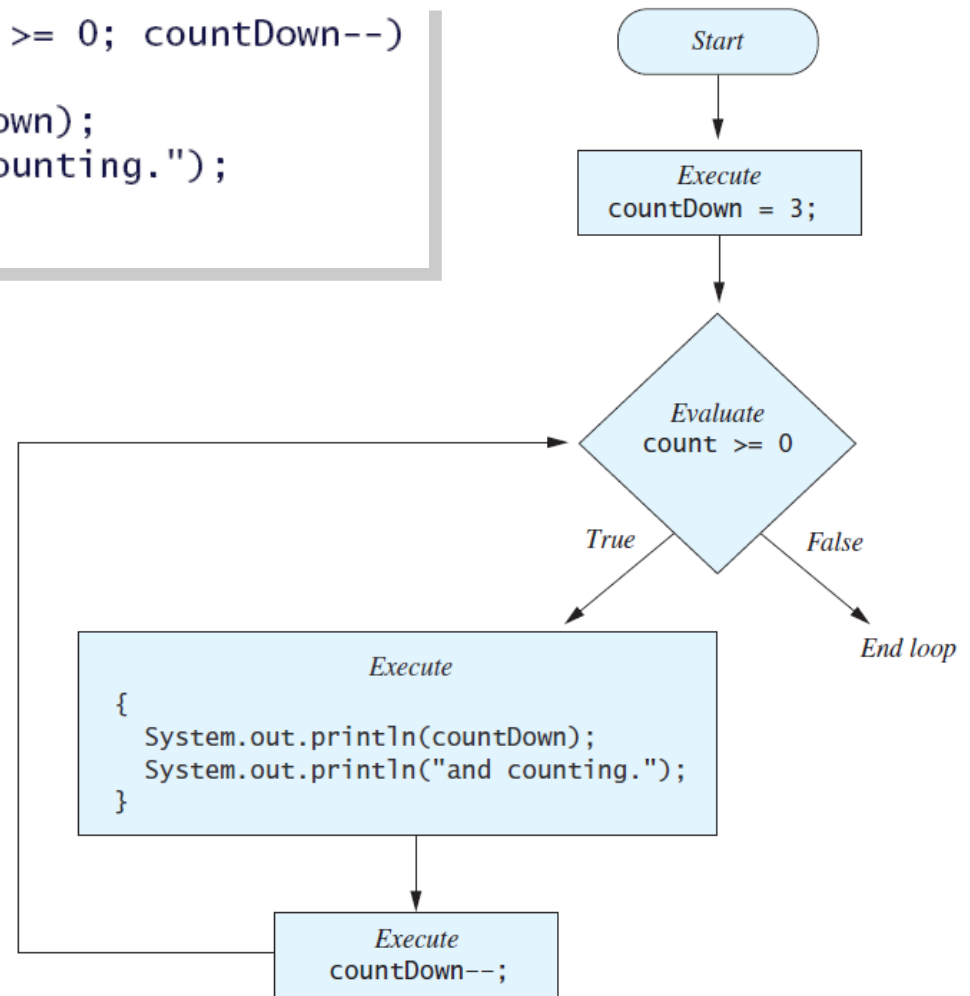 >= 0; countDown--)
own);
ounting.");
Start
Execute
countDown = 3;
Evaluate
count >= 0
True
False
End loop
Execute
{
System.out.println(countDown);
System.out.println("and counting.");
}
Execute
countDown--;